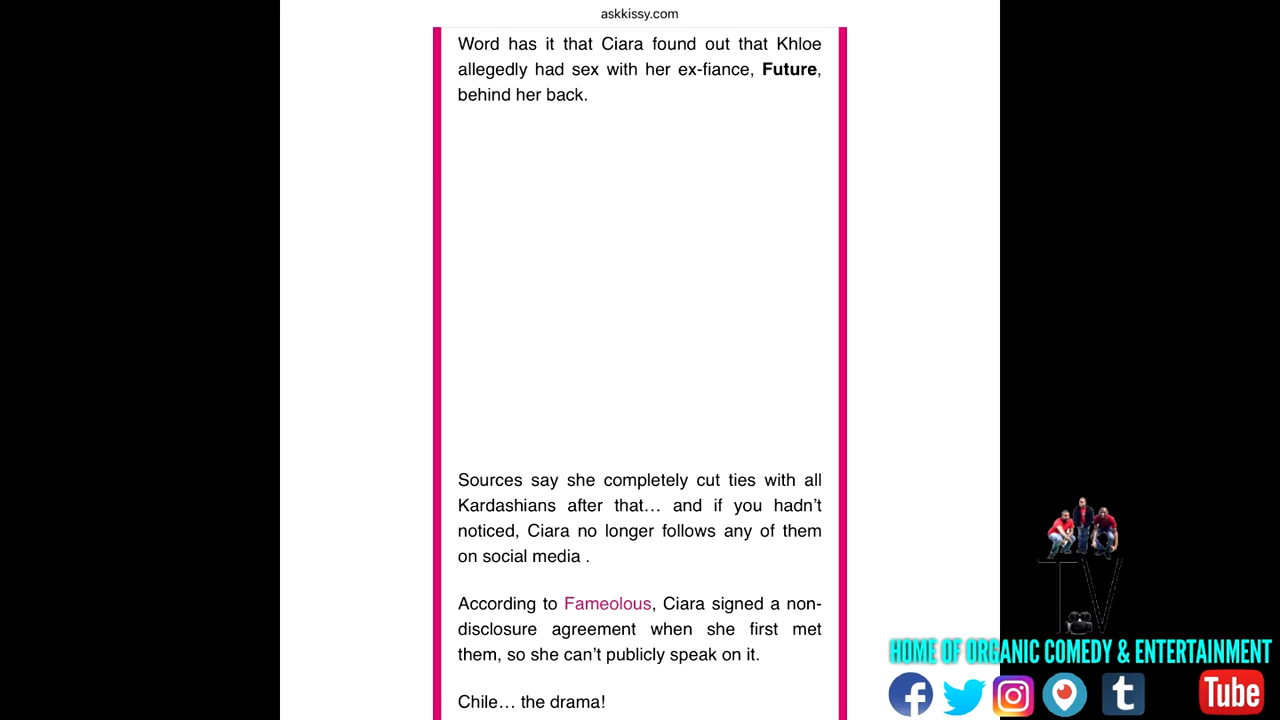 askkissy.com
Word has it that Ciara found out that Khloe
allegedly had sex with her ex-fiance, Future,
behind her back.
Sources say she completely cut ties with all
Kardashians after that… and if you hadn't
noticed, Ciara no longer follows any of them
on social media .
According to Fameolous, Ciara signed a non-
disclosure agreement when she first met
them, so she can't publicly speak on it.
Chile… the drama!
TV
HOME OF ORGANIC COMEDY & ENTERTAINMENT
f
t
Tube